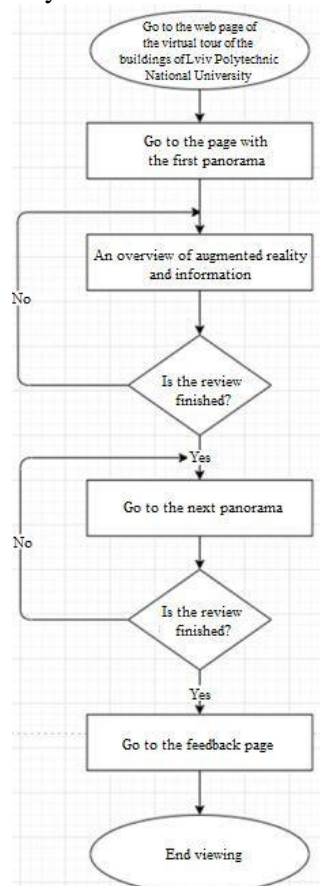 Go to the web page of
the virtual tour of the
buildings of Lviv Polytechnic
National University
Go to the page with
the first panorama
An overview of augmented reality
and information
No
Is the review
finished?
Yes
Go to the next panorama
No
Is the review
finished?
Yes
Go to the feedback page
End viewing